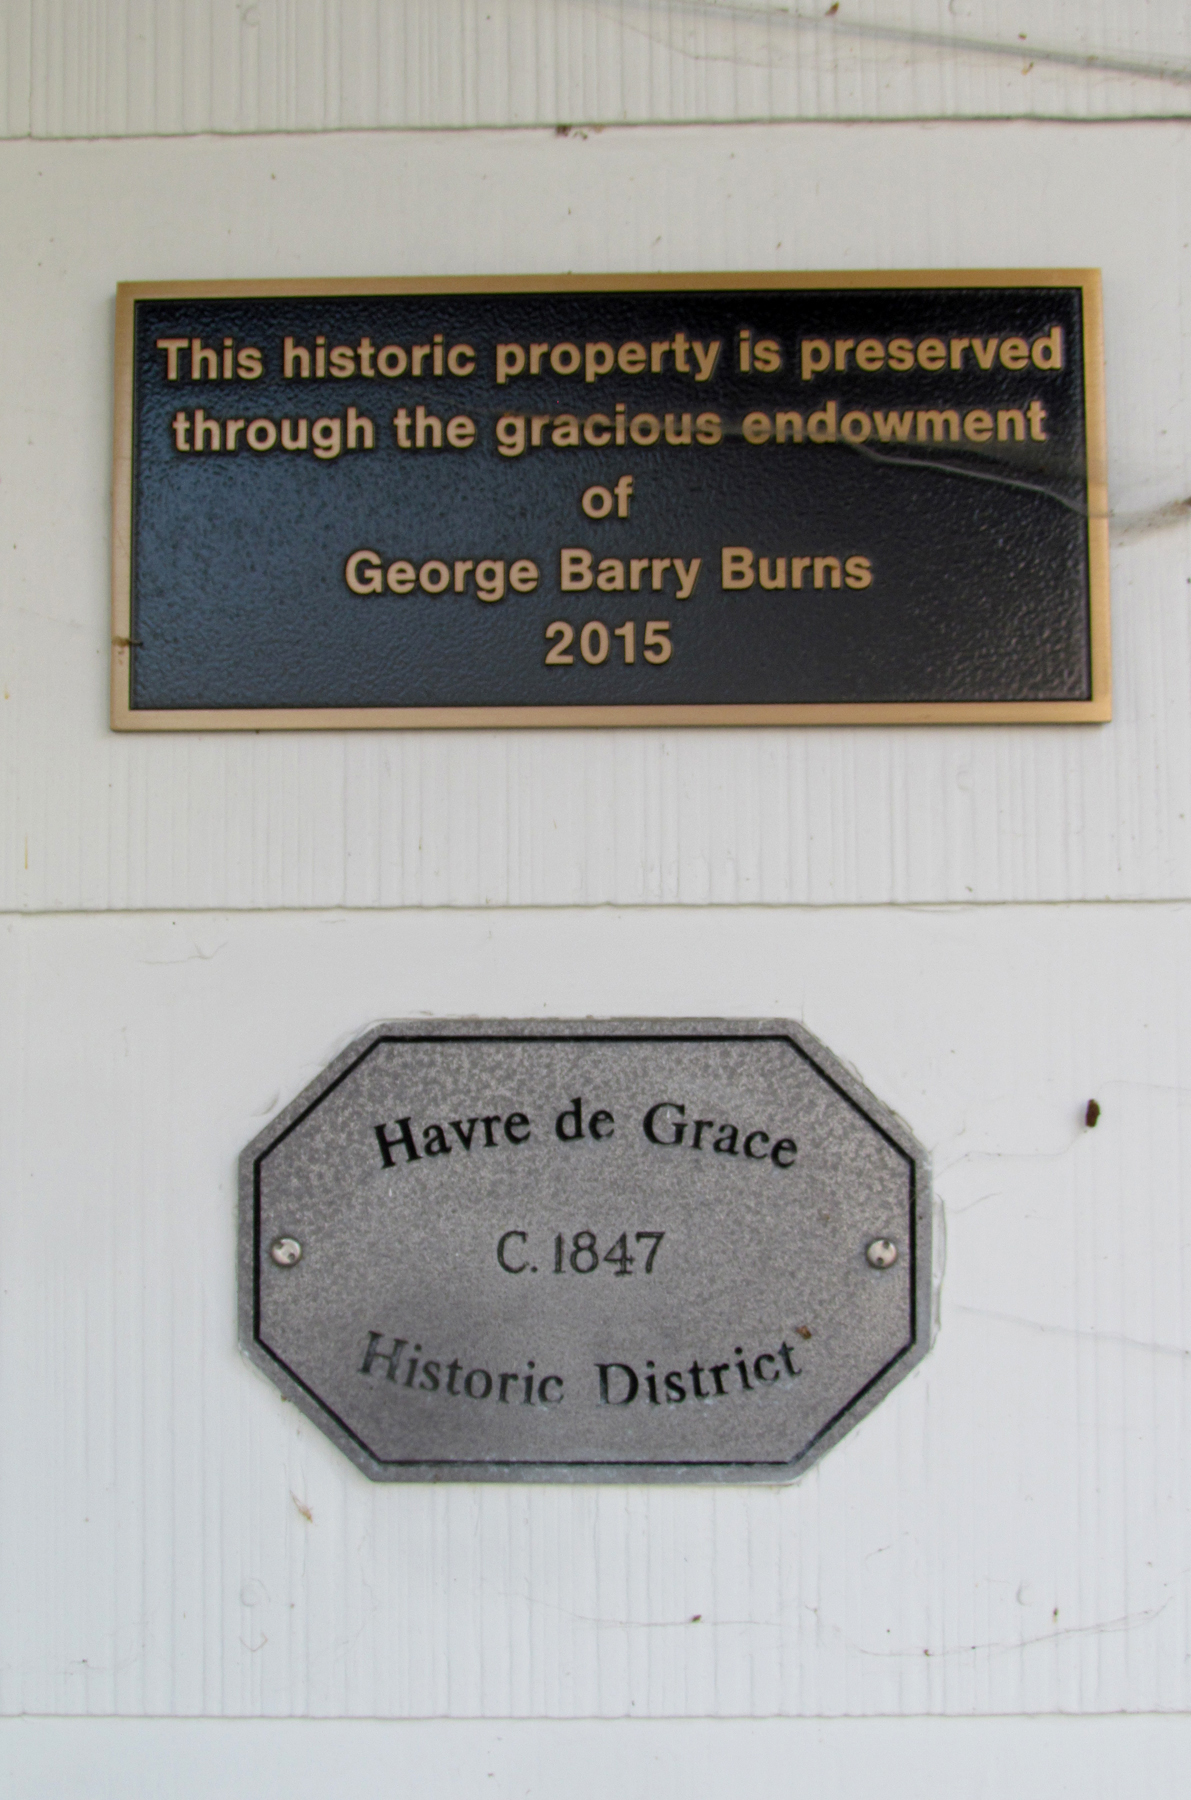 This historic property is preserved
through the gracious endowment
of
George Barry Burns
2015
Havre de Grace
C. 1847
Historic District